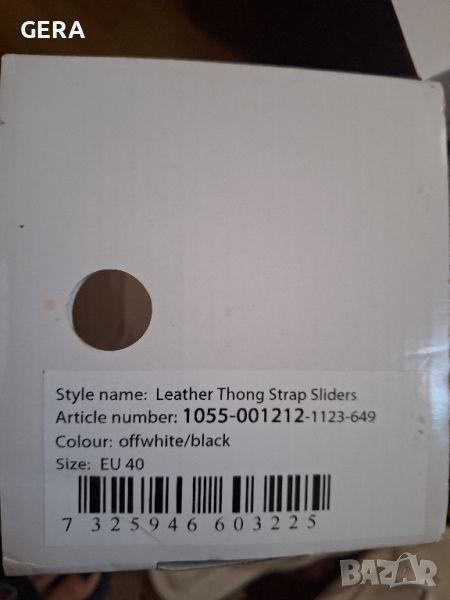 GERA
Style name: Leather Thong Strap Sliders
Article number: 1055-001212-1123-649
Colour: offwhite/black
Size: EU 40
7 325946 603225
BAZAR